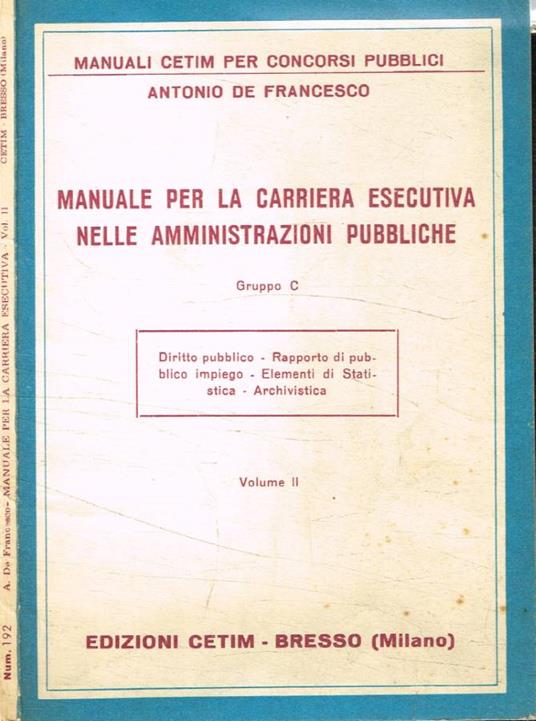 MANUALI CETIM PER CONCORSI PUBBLICI
ANTONIO DE FRANCESCO
MANUALE PER LA CARRIERA ESECUTIVA
NELLE AMMINISTRAZIONI PUBBLICHE
Gruppo C
Diritto pubblico - Rapporto di pub-
blico impiego - Elementi di Stati-
stica - Archivistica
Volume II
EDIZIONI CETIM - BRESSO (Milano)
Num. 192 A. De Francesco - MANUALE PER LA CARRIERA ESECUTIVA - Vol. II CETIM - BRESSO (Milano)